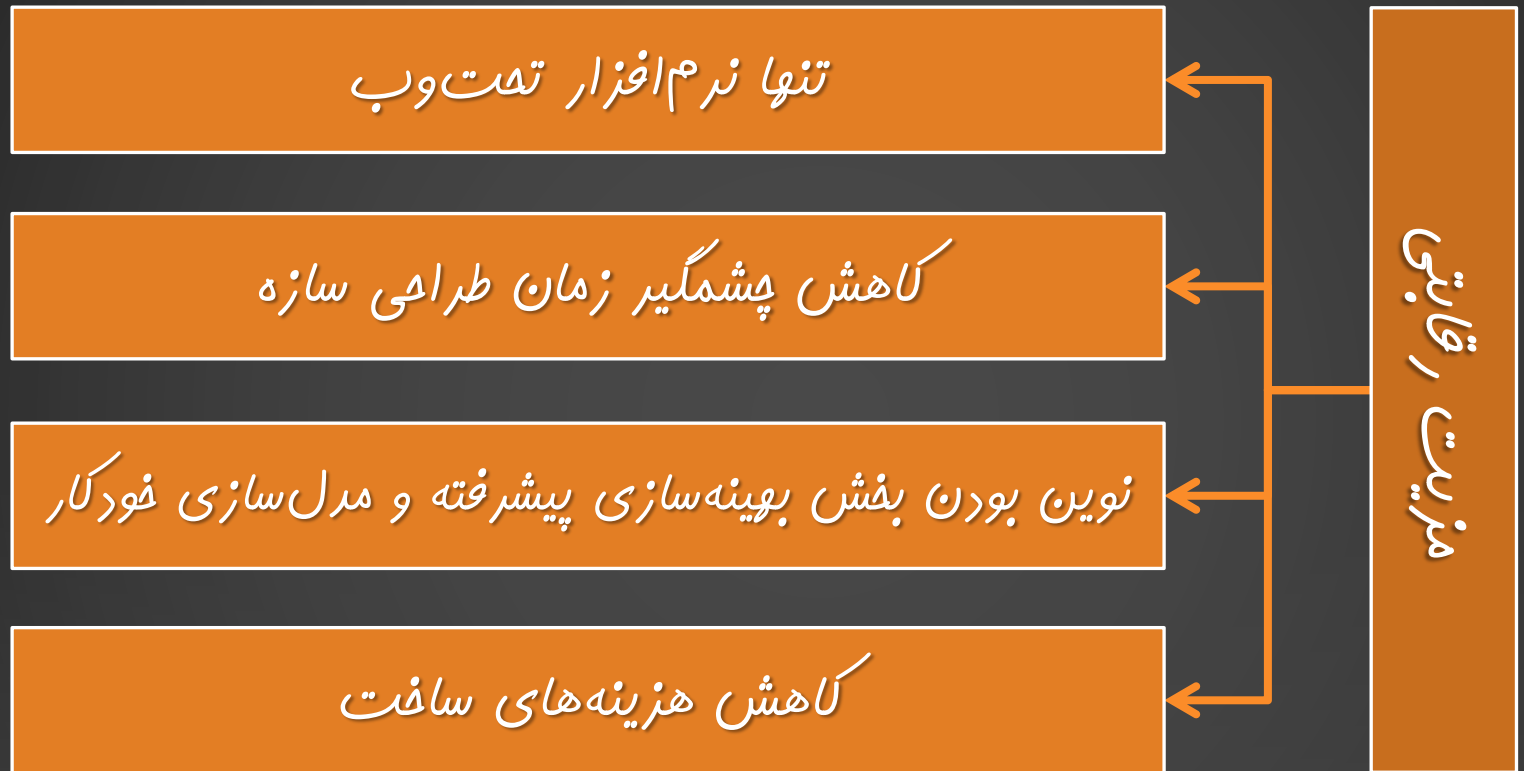 مزیت رقابتی
تنها نرم‌افزار تحت‌وب
کاهش چشمگیر زمان طراحی سازه
نوین بودن بخش بهینه‌سازی پیشرفته و مدل‌سازی خودکار
کاهش هزینه‌های ساخت